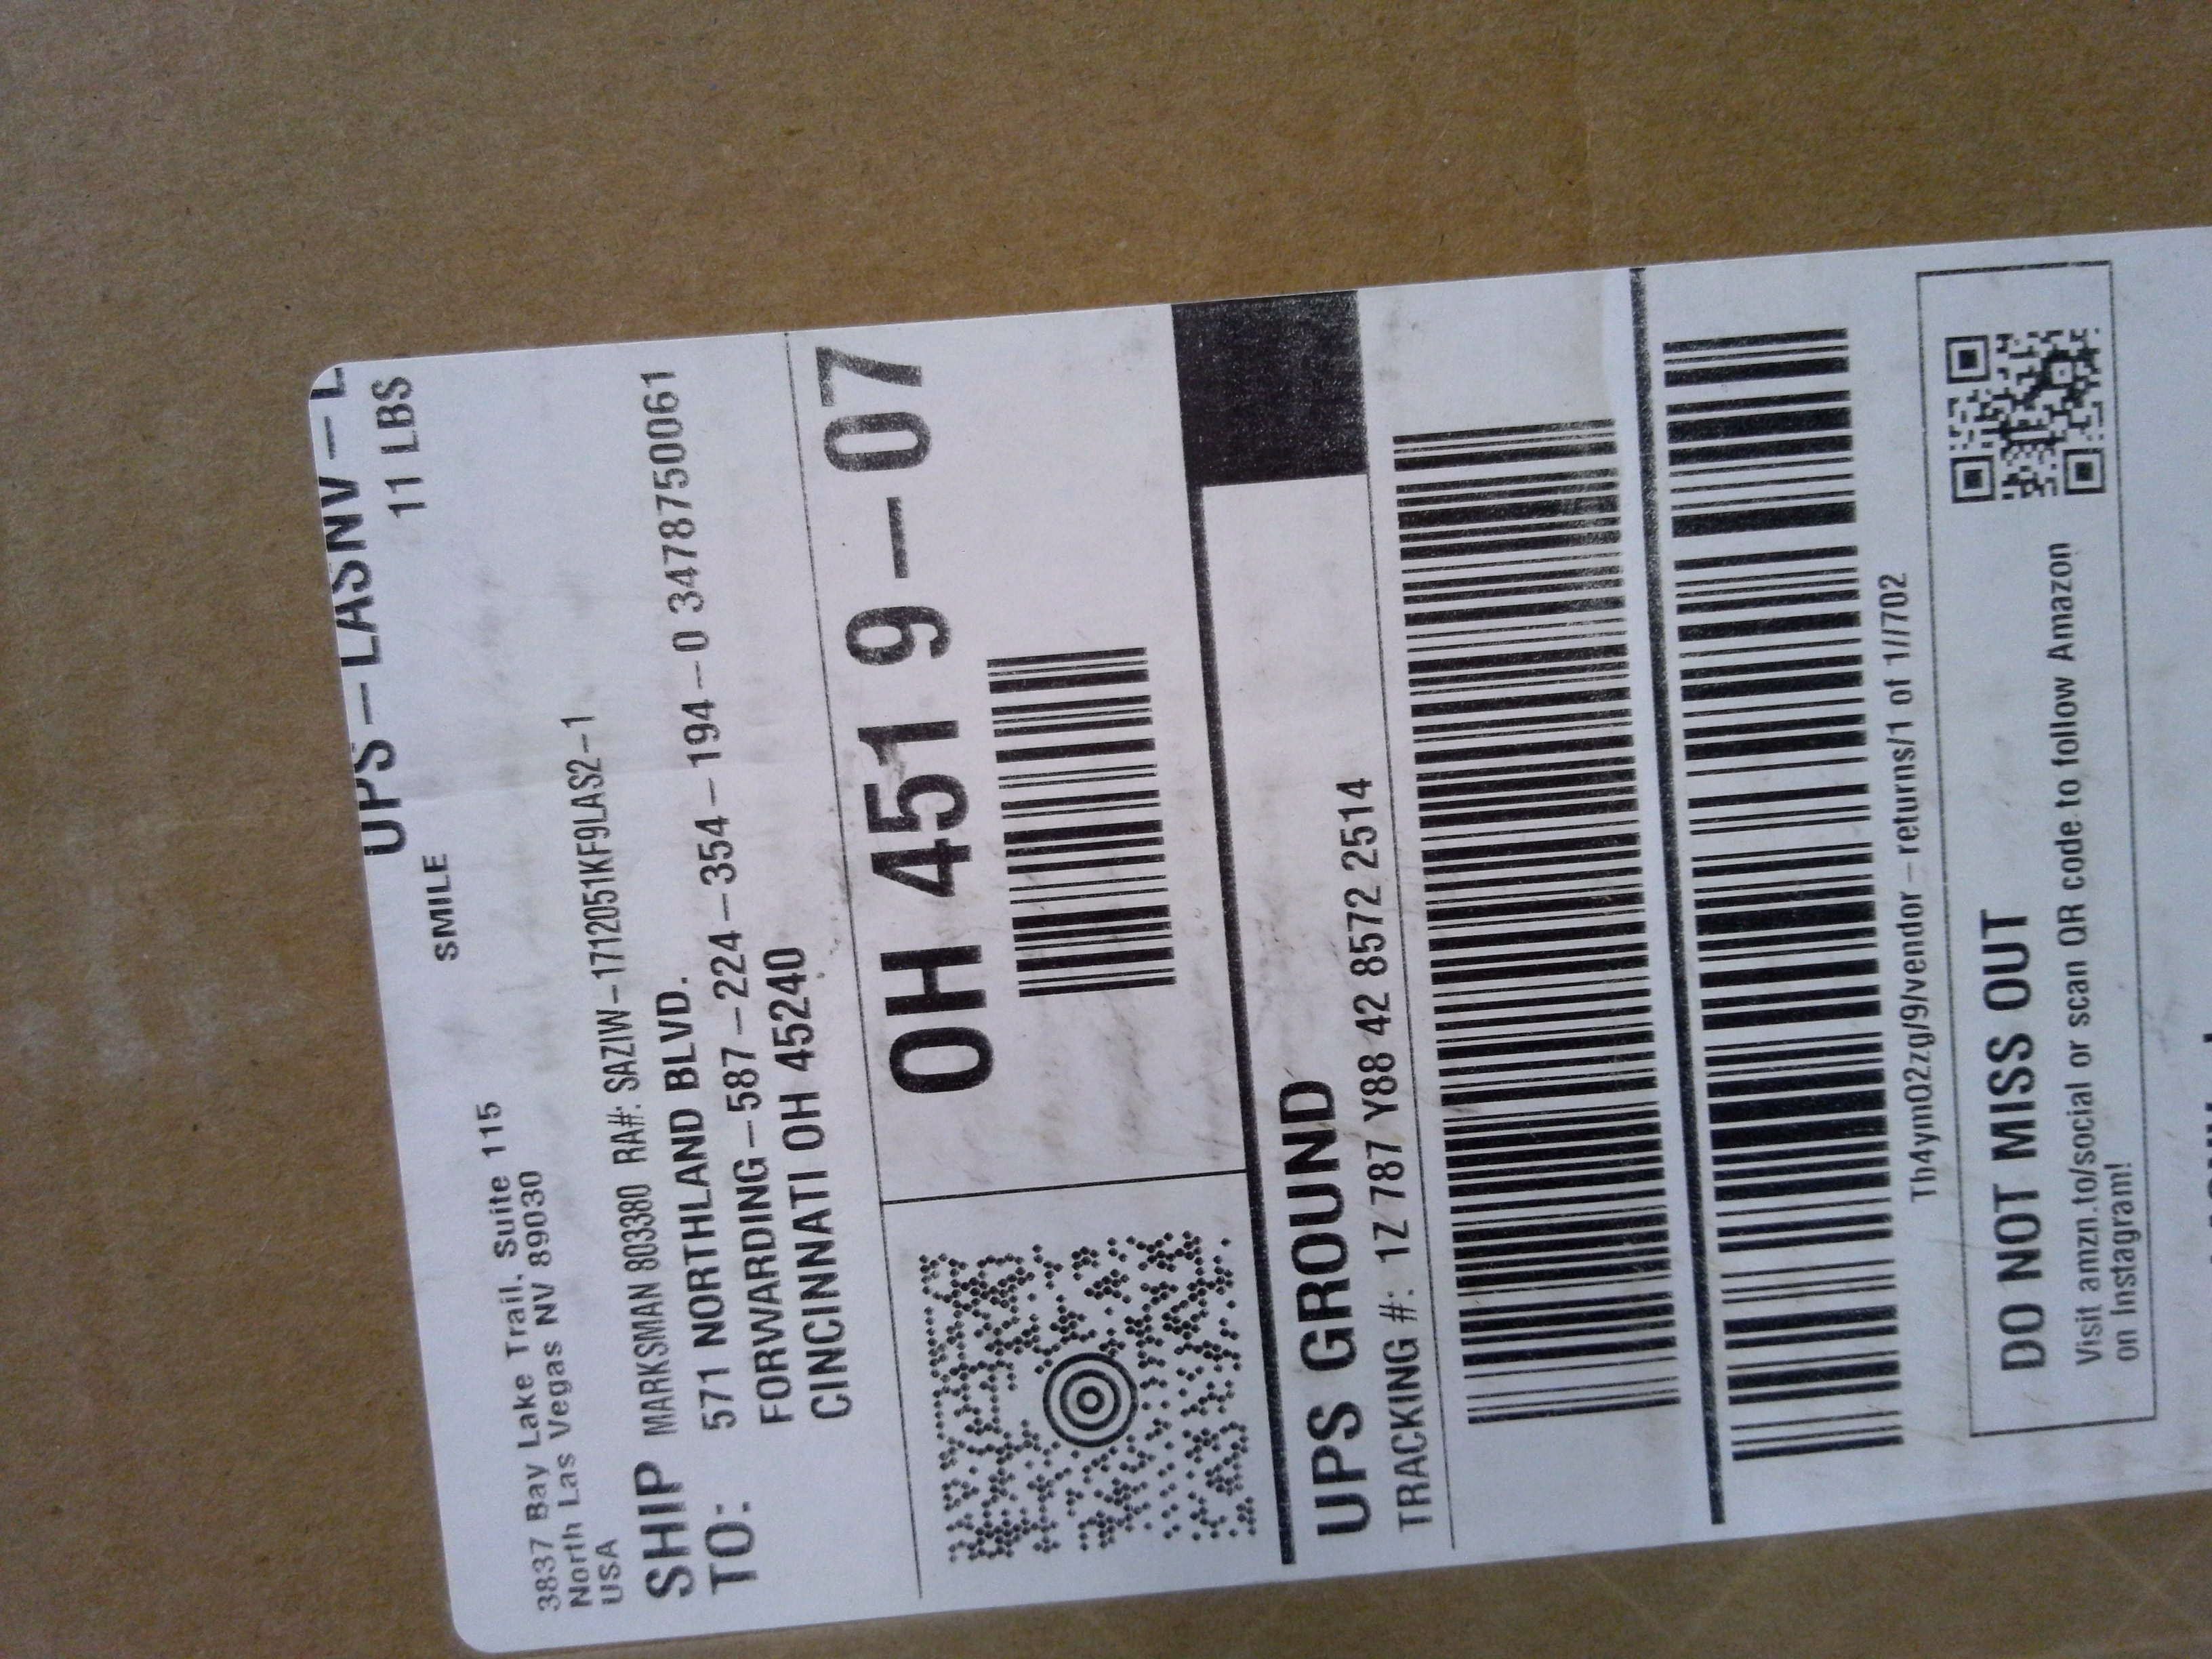 UPS-LASNV-L
SMILE 11 LBS
3837 Bay Lake Trail, Suite 115
North Las Vegas NV 89030
USA
SHIP TO:
MARKSMAN 803380 RA#: SAZIW-1712051KF9LAS2-1
571 NORTHLAND BLVD.
FORWARDING-587-224-354-194-0 34787750061
CINCINNATI OH 45240
OH 451 9-07
UPS GROUND
TRACKING #: 1Z 787 Y88 42 8572 2514
Th4ymQ2zg/9/vendor-returns/1 of 1//702
DO NOT MISS OUT
Visit amzn.to/social or scan QR code to follow Amazon
on Instagram!